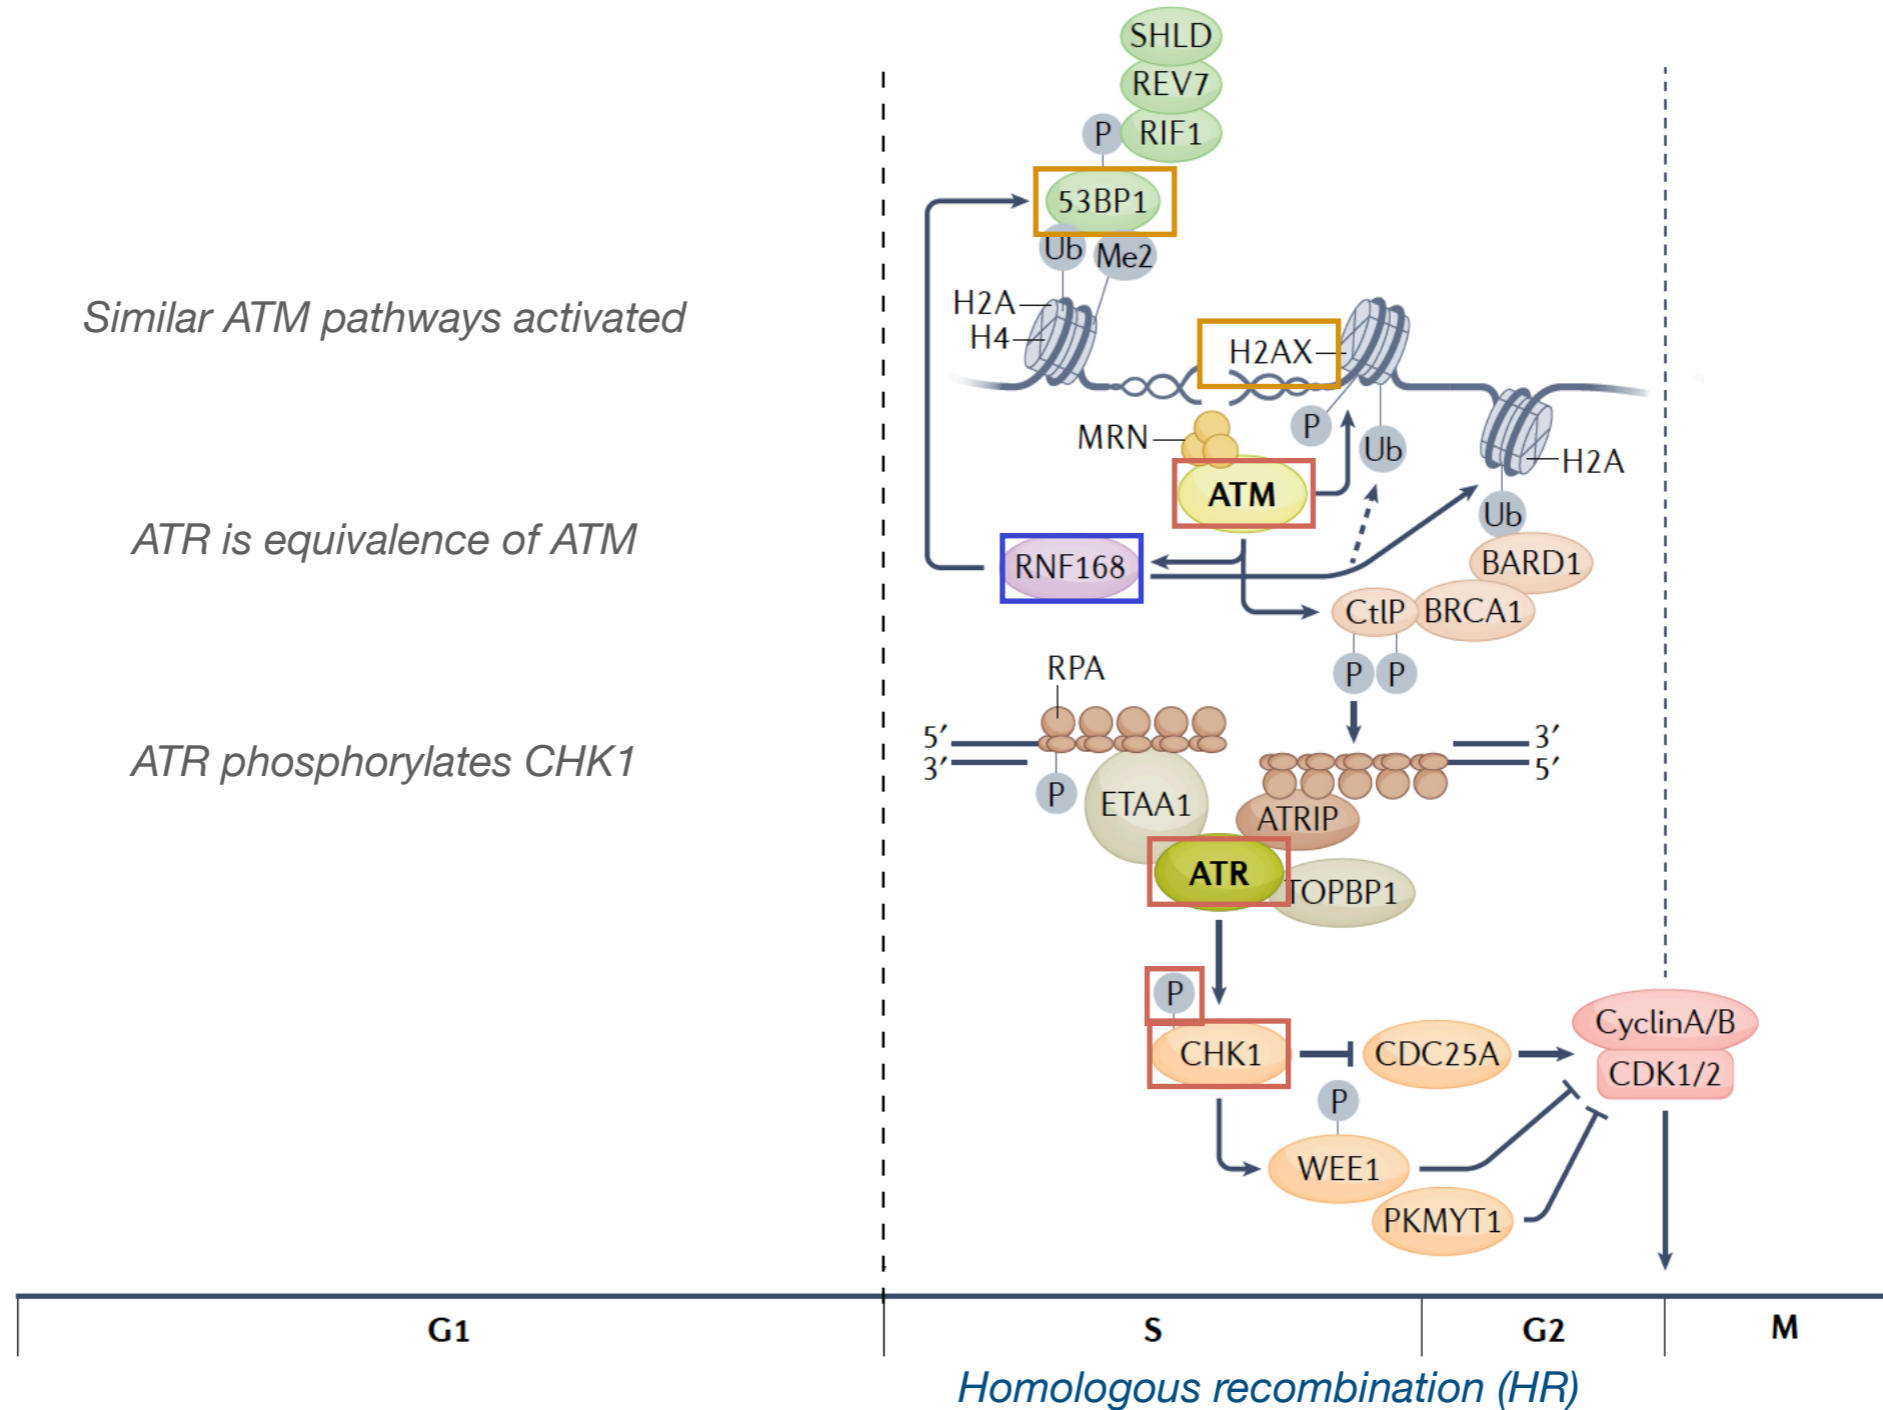 SHLD
REV7
P
RIF1
53BP1
Ub
Me2
H2A
H4
H2AX
P
Ub
MRN
H2A
ATM
Ub
RNF168
BARD1
CtIP
BRCA1
P
P
Similar ATM pathways activated
ATR is equivalence of ATM
ATR phosphorylates CHK1
RPA
5′
3′
3′
5′
P
ETAA1
ATRIP
ATR
TOPBP1
P
CHK1
CDC25A
CyclinA/B
CDK1/2
P
WEE1
PKMYT1
G1
S
G2
M
Homologous recombination (HR)